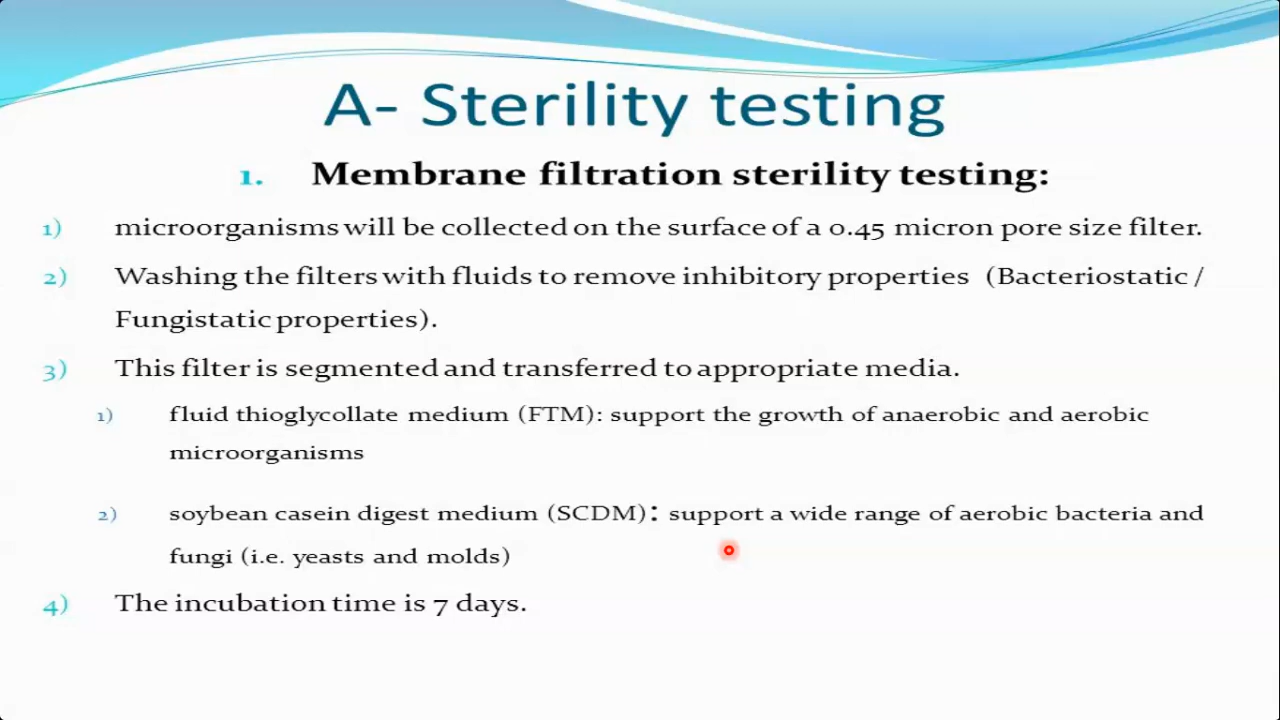 A- Sterility testing
1. Membrane filtration sterility testing:
1) microorganisms will be collected on the surface of a 0.45 micron pore size filter.
2) Washing the filters with fluids to remove inhibitory properties (Bacteriostatic /
Fungistatic properties).
3) This filter is segmented and transferred to appropriate media.
1) fluid thioglycollate medium (FTM): support the growth of anaerobic and aerobic
microorganisms
2) soybean casein digest medium (SCDM): support a wide range of aerobic bacteria and
fungi (i.e. yeasts and molds)
4) The incubation time is 7 days.